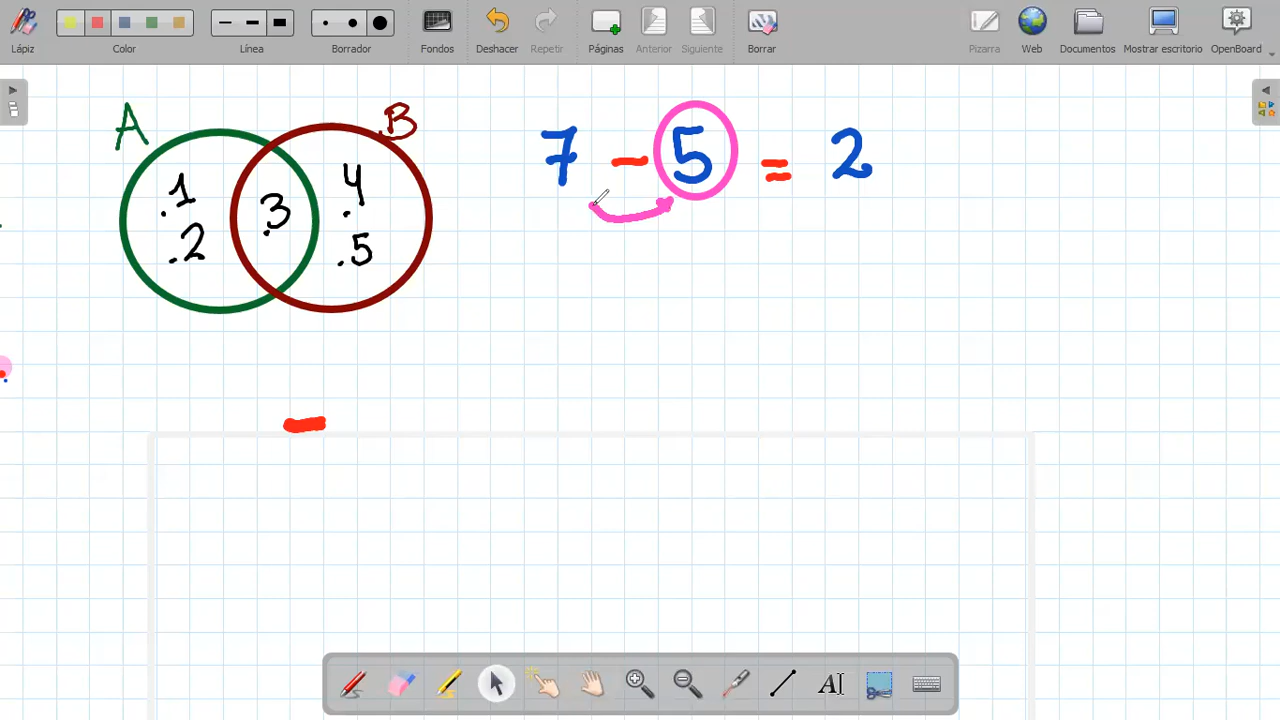 Lápiz Color Línea Borrador Fondos Deshacer Repetir Páginas Anterior Siguiente Borrar Pizarra Web Documentos Mostrar escritorio OpenBoard
A .B
.1 .3 4.
.2 .5
7 - 5 = 2
A